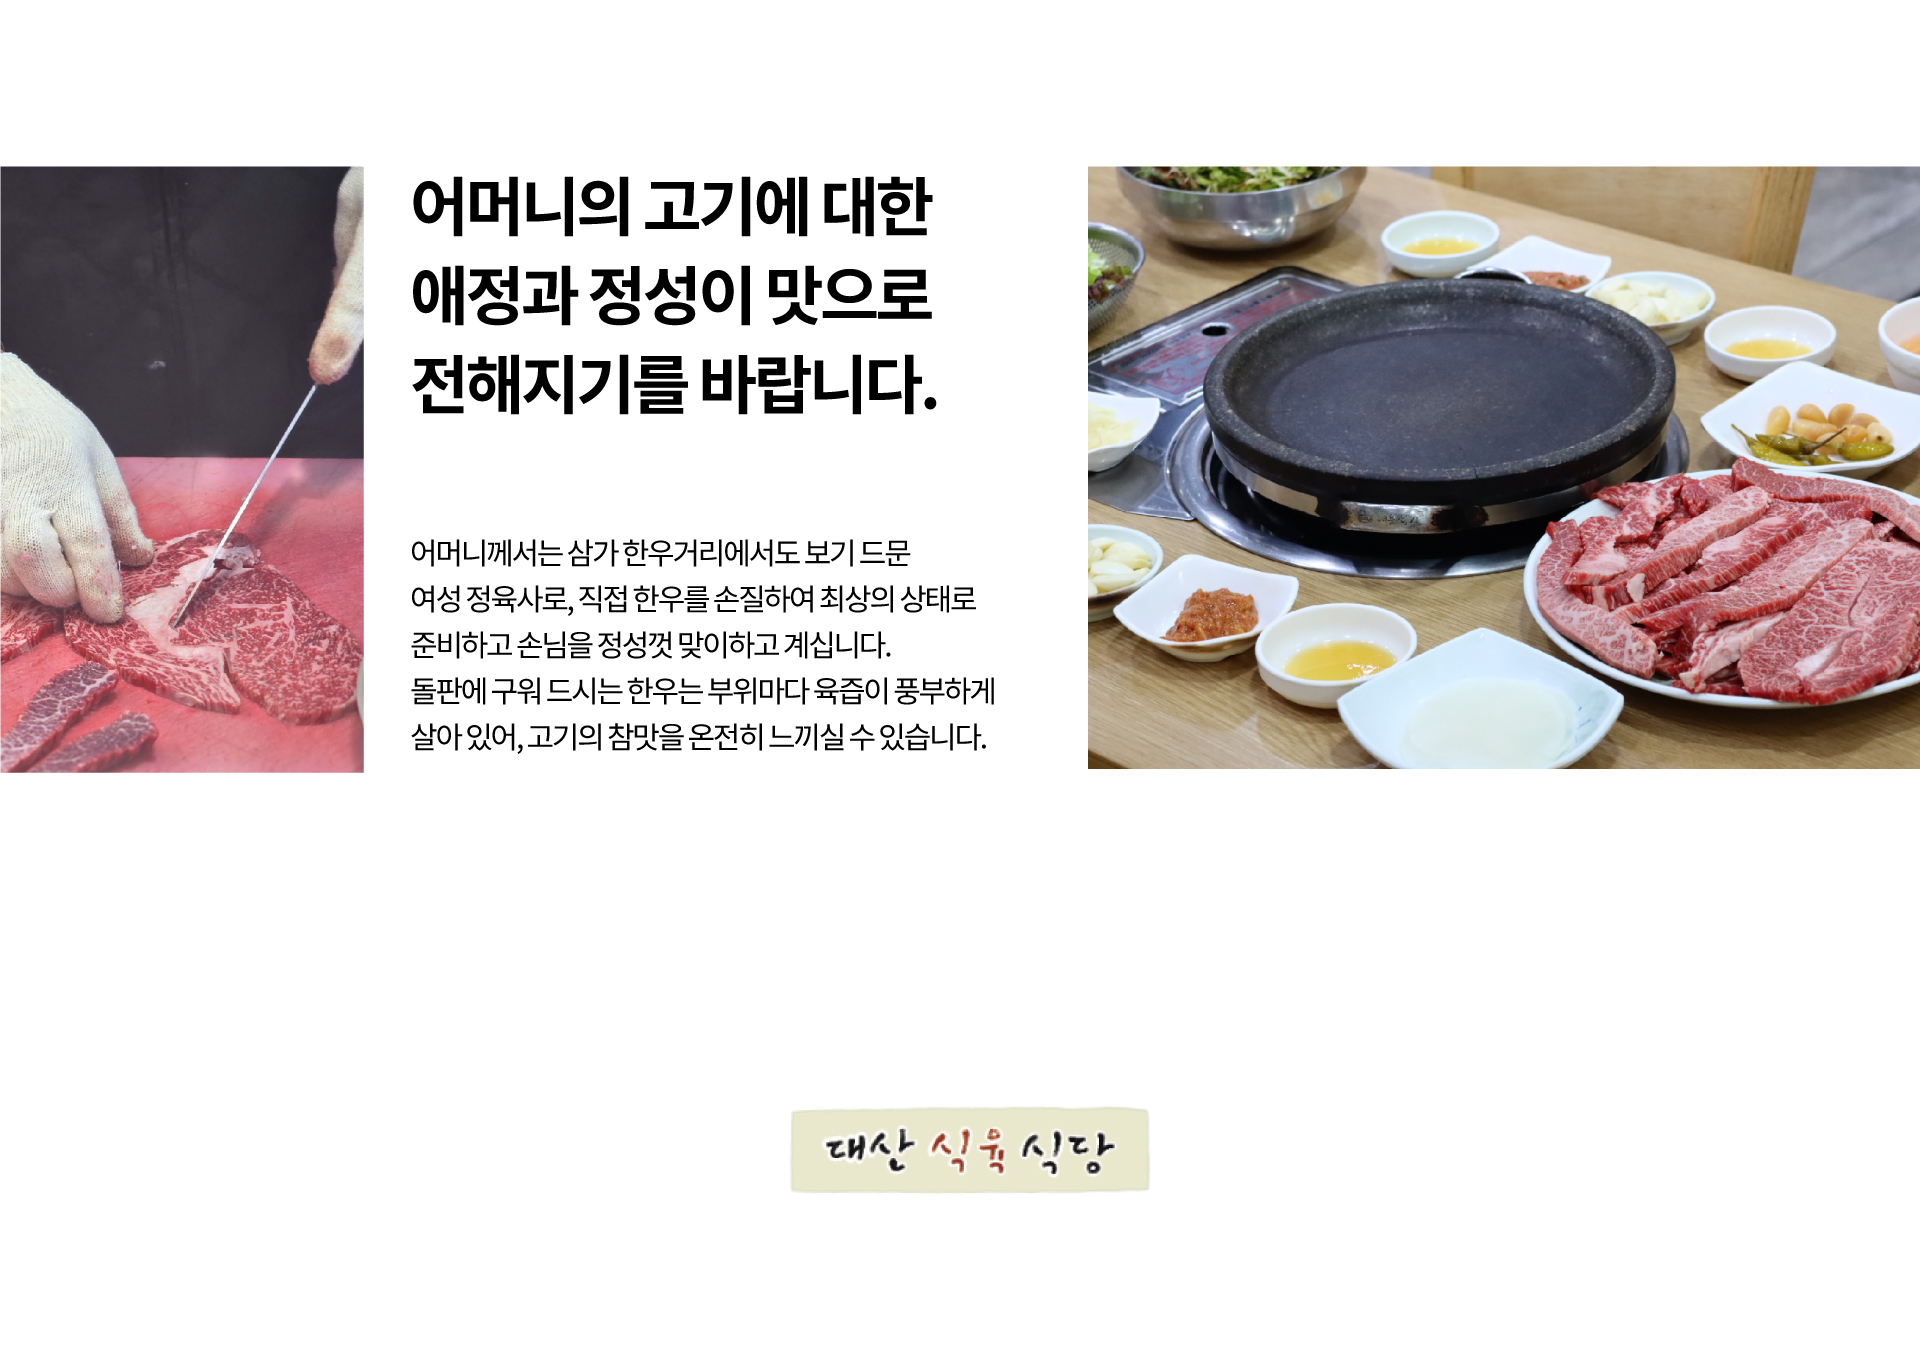 어머니의 고기에 대한
애정과 정성이 맛으로
전해지기를 바랍니다.
어머니께서는 삼가 한우거리에서도 보기 드문
여성 정육사로, 직접 한우를 손질하여 최상의 상태로
준비하고 손님을 정성껏 맞이하고 계십니다.
돌판에 구워 드시는 한우는 부위마다 육즙이 풍부하게
살아 있어, 고기의 참맛을 온전히 느끼실 수 있습니다.
대산 식육 식당